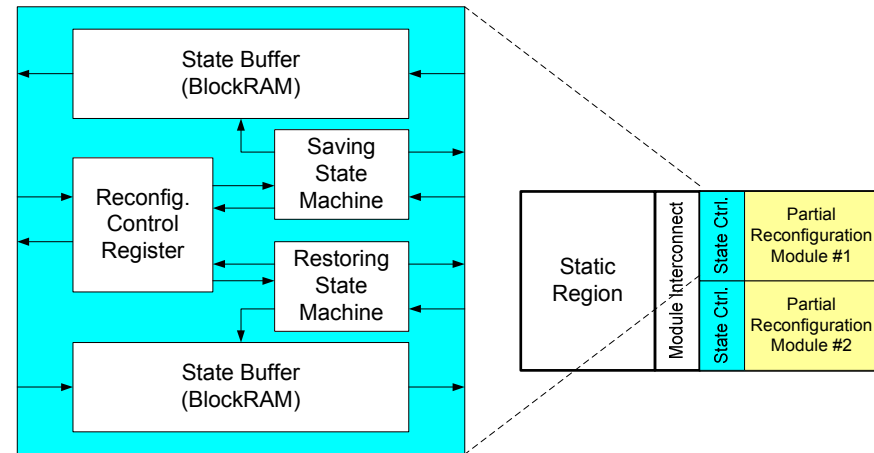 State Buffer
(BlockRAM)
Saving
State
Machine
Reconfig.
Control
Register
Restoring
State
Machine
State Buffer
(BlockRAM)
Static
Region
Module Interconnect
State Ctrl.
State Ctrl.
Partial
Reconfiguration
Module #1
Partial
Reconfiguration
Module #2